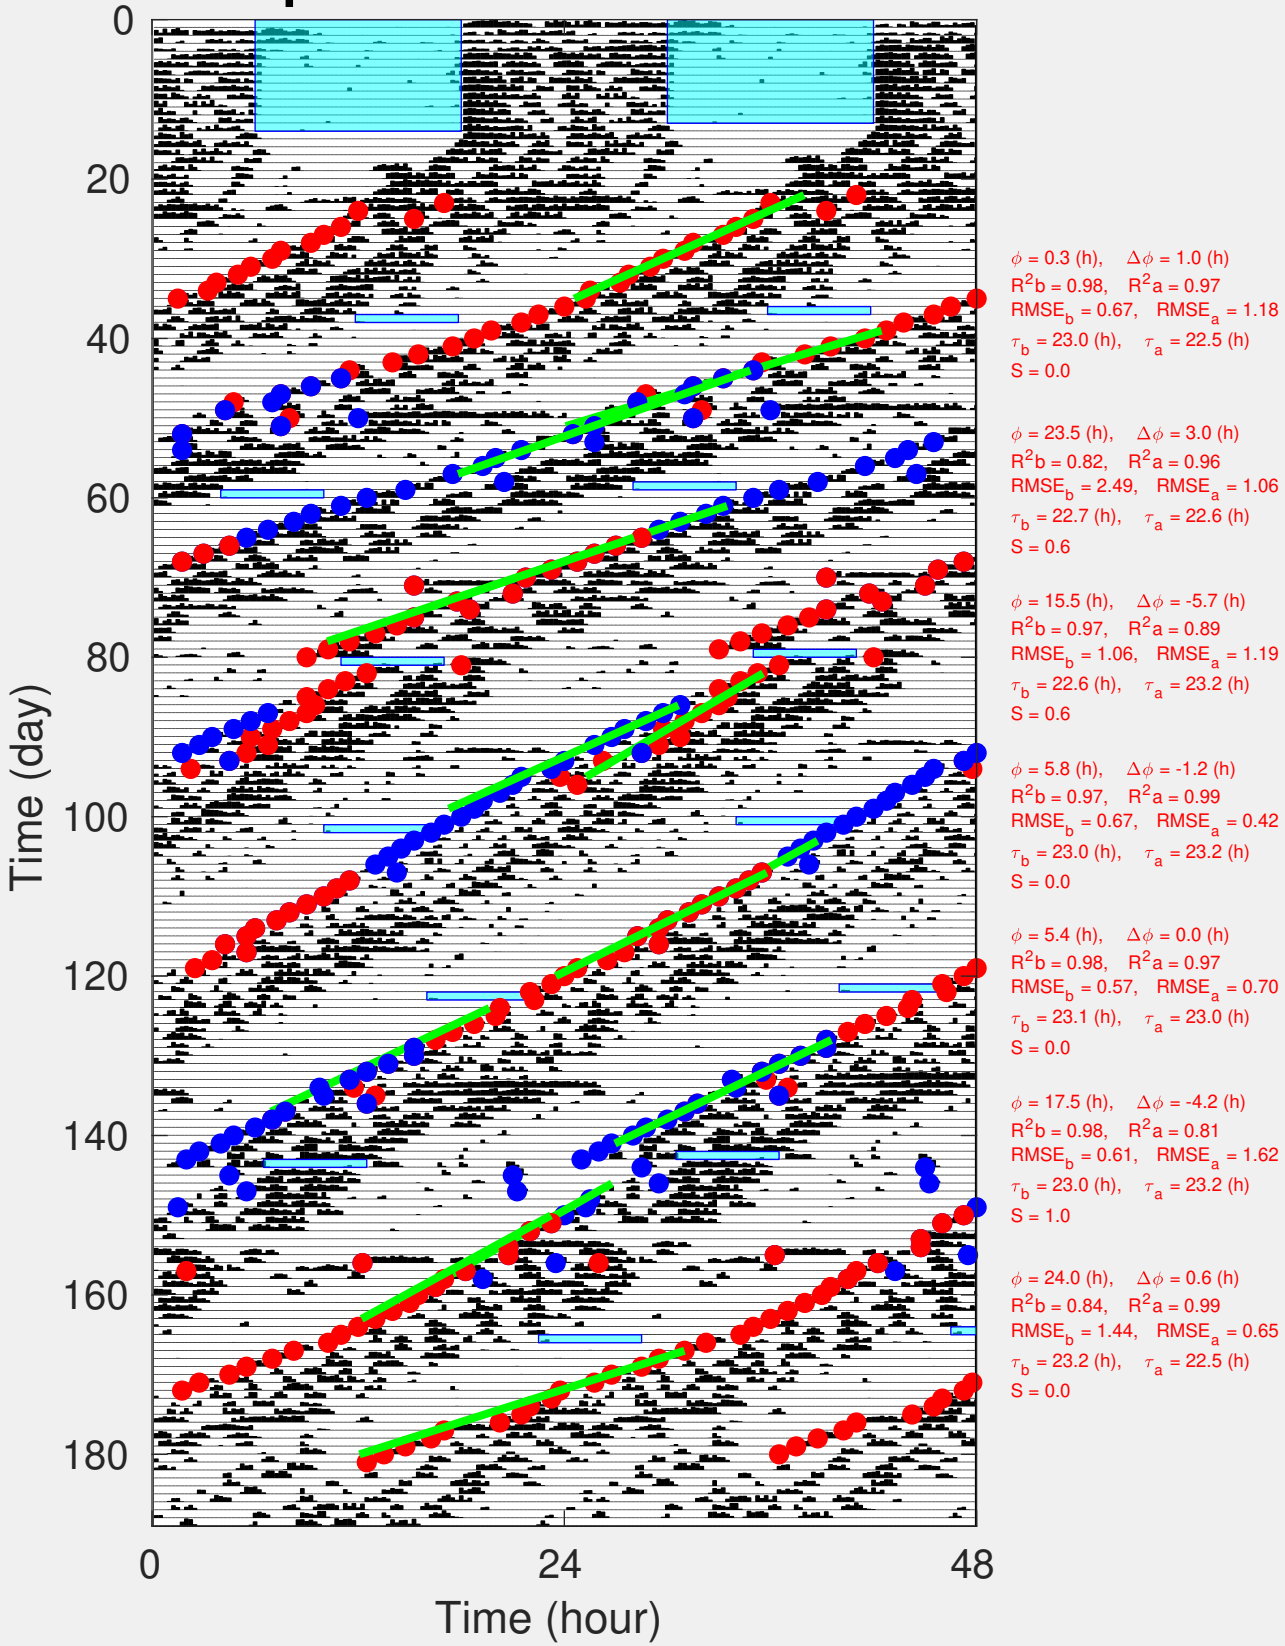 0
20
40
60
80
100
120
140
160
180
Time (day)
0 24 48
Time (hour)
ϕ = 0.3 (h), Δϕ = 1.0 (h)
R²b = 0.98, R²a = 0.97
RMSE_b = 0.67, RMSE_a = 1.18
τ_b = 23.0 (h), τ_a = 22.5 (h)
S = 0.0
ϕ = 23.5 (h), Δϕ = 3.0 (h)
R²b = 0.82, R²a = 0.96
RMSE_b = 2.49, RMSE_a = 1.06
τ_b = 22.7 (h), τ_a = 22.6 (h)
S = 0.6
ϕ = 15.5 (h), Δϕ = -5.7 (h)
R²b = 0.97, R²a = 0.89
RMSE_b = 1.06, RMSE_a = 1.19
τ_b = 22.6 (h), τ_a = 23.2 (h)
S = 0.6
ϕ = 5.8 (h), Δϕ = -1.2 (h)
R²b = 0.97, R²a = 0.99
RMSE_b = 0.67, RMSE_a = 0.42
τ_b = 23.0 (h), τ_a = 23.2 (h)
S = 0.0
ϕ = 5.4 (h), Δϕ = 0.0 (h)
R²b = 0.98, R²a = 0.97
RMSE_b = 0.57, RMSE_a = 0.70
τ_b = 23.1 (h), τ_a = 23.0 (h)
S = 0.0
ϕ = 17.5 (h), Δϕ = -4.2 (h)
R²b = 0.98, R²a = 0.81
RMSE_b = 0.61, RMSE_a = 1.62
τ_b = 23.0 (h), τ_a = 23.2 (h)
S = 1.0
ϕ = 24.0 (h), Δϕ = 0.6 (h)
R²b = 0.84, R²a = 0.99
RMSE_b = 1.44, RMSE_a = 0.65
τ_b = 23.2 (h), τ_a = 22.5 (h)
S = 0.0